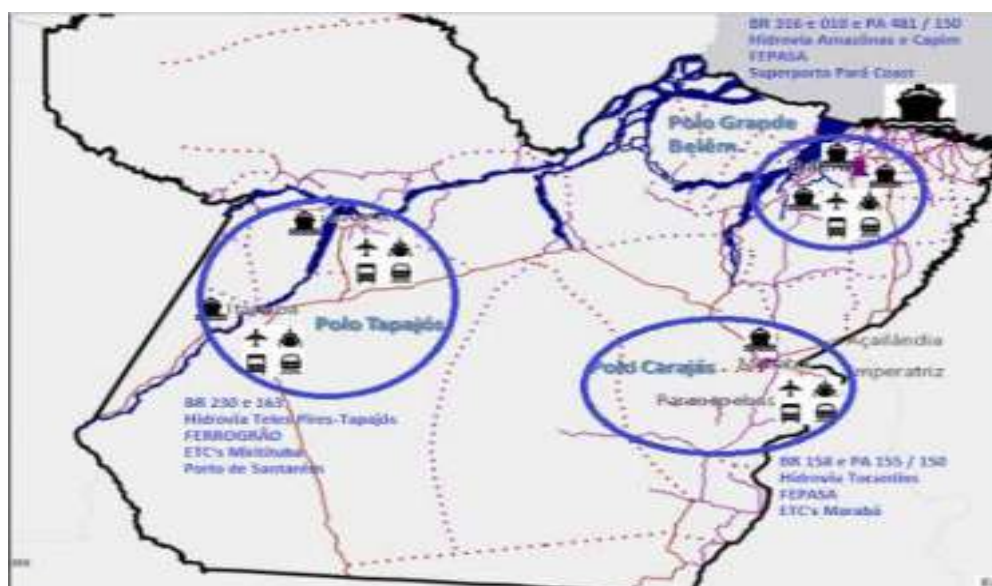 BR 316 e 010 e PA 481 / 150
Hidrovia Amazônas e Capim
FEPASA
Superporto Pará Coast
Polo Grande
Belém
Polo Tapajós
Polo Carajás
Açailândia
Imperatriz
Parauapebas
BR 230 e 163
Hidrovia Teles Pires-Tapajós
FERROGRÃO
ETC's Miritituba
Porto de Santarém
BR 158 e PA 155 / 150
Hidrovia Tocantins
FEPASA
ETC's Marabá